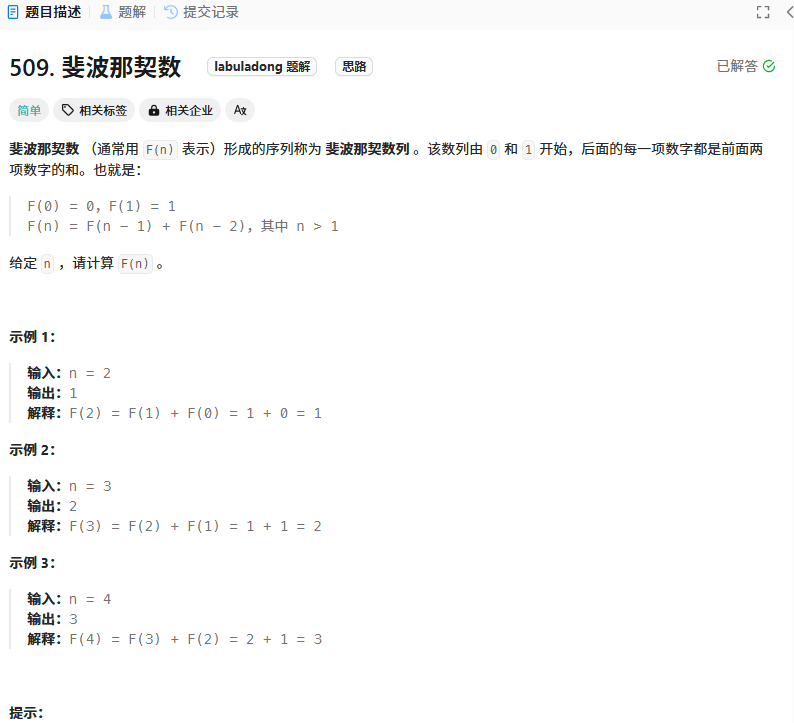 题目描述 题解 提交记录
509. 斐波那契数 labuladong 题解 思路 已解答
简单 相关标签 相关企业 Aあ
斐波那契数 （通常用 F(n) 表示）形成的序列称为 斐波那契数列 。该数列由 0 和 1 开始，后面的每一项数字都是前面两
项数字的和。也就是：
F(0) = 0，F(1) = 1
F(n) = F(n - 1) + F(n - 2)，其中 n > 1
给定 n ，请计算 F(n) 。
示例 1：
输入：n = 2
输出：1
解释：F(2) = F(1) + F(0) = 1 + 0 = 1
示例 2：
输入：n = 3
输出：2
解释：F(3) = F(2) + F(1) = 1 + 1 = 2
示例 3：
输入：n = 4
输出：3
解释：F(4) = F(3) + F(2) = 2 + 1 = 3
提示：